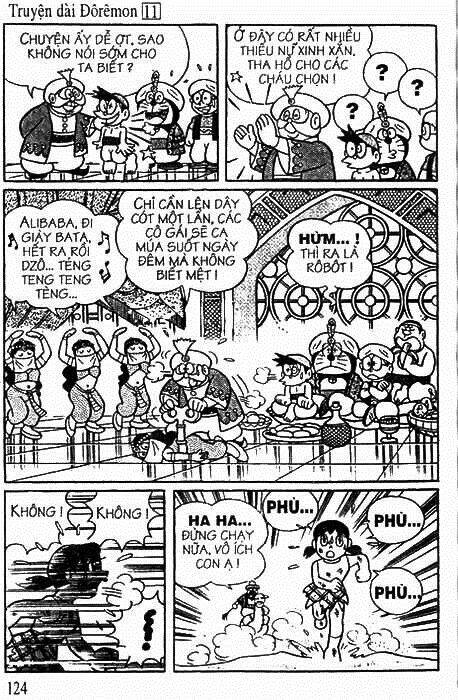 Truyện dài Đôrêmon 11
CHUYỆN ẤY DỄ ỢT. SAO
KHÔNG NÓI SỚM CHO
TA BIẾT ?
Ở ĐÂY CÓ RẤT NHIỀU
THIẾU NỮ XINH XẮN.
THA HỒ CHO CÁC
CHÁU CHỌN !
?
?
?
ALIBABA, ĐI
GIÀY BATA,
HẾT RA RỒI
DZÔ... TÈNG
TENG TENG
TÈNG...
CHỈ CẦN LÊN DÂY
CÓT MỘT LẦN, CÁC
CÔ GÁI SẼ CA
MÚA SUỐT NGÀY
ĐÊM MÀ KHÔNG
BIẾT MỆT !
HỪM... !
THÌ RA LÀ
RÔBỐT !
KHÔNG !
KHÔNG !
HA HA...
ĐỪNG CHẠY
NỮA, VÔ ÍCH
CON Ạ !
PHÙ...
PHÙ...
PHÙ...
124